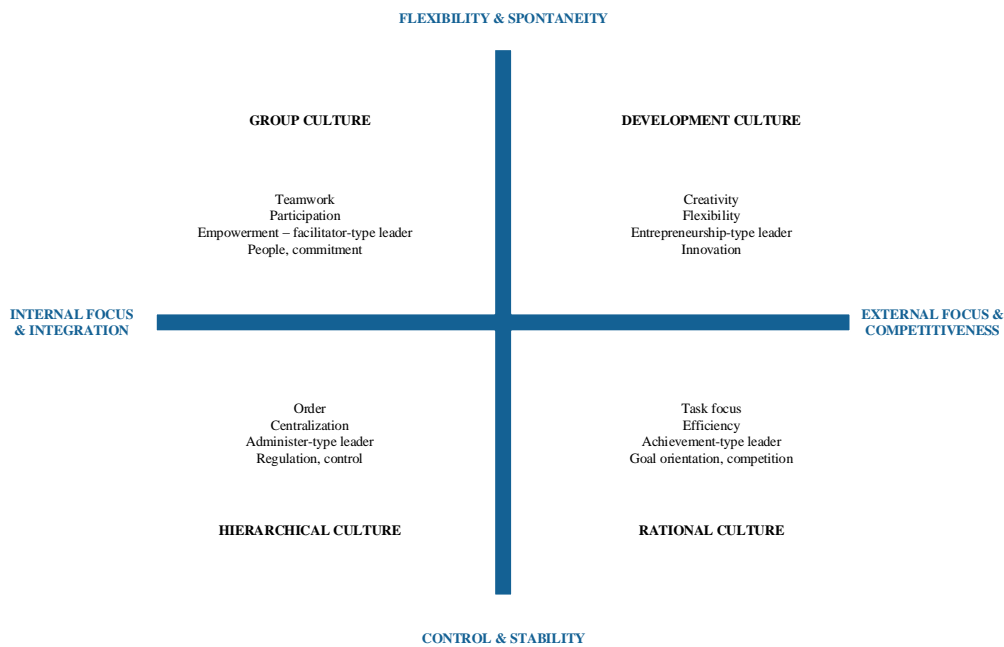 FLEXIBILITY & SPONTANEITY
GROUP CULTURE
DEVELOPMENT CULTURE
Teamwork
Participation
Empowerment – facilitator-type leader
People, commitment
Creativity
Flexibility
Entrepreneurship-type leader
Innovation
INTERNAL FOCUS
& INTEGRATION
EXTERNAL FOCUS &
COMPETITIVENESS
Order
Centralization
Administer-type leader
Regulation, control
Task focus
Efficiency
Achievement-type leader
Goal orientation, competition
HIERARCHICAL CULTURE
RATIONAL CULTURE
CONTROL & STABILITY